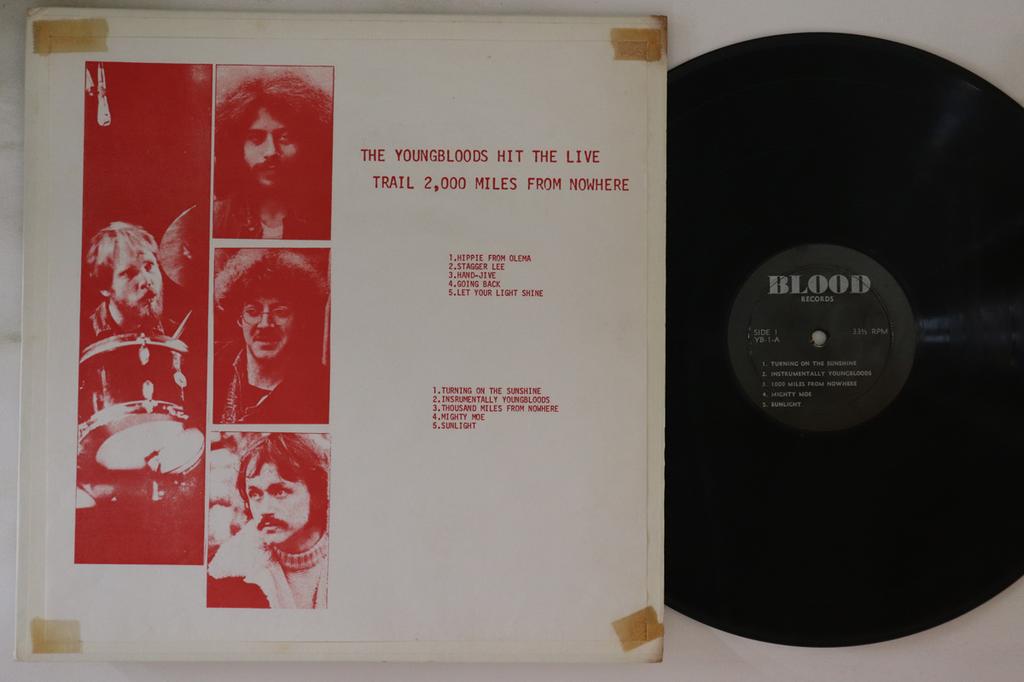 THE YOUNGBLOODS HIT THE LIVE
TRAIL 2,000 MILES FROM NOWHERE
1.HIPPIE FROM OLEMA
2.STAGGER LEE
3.HAND-JIVE
4.GOING BACK
5.LET YOUR LIGHT SHINE
1.TURNING ON THE SUNSHINE
2.INSRUMENTALLY YOUNGBLOODS
3.THOUSAND MILES FROM NOWHERE
4.MIGHTY MOE
5.SUNLIGHT
BLOOD
RECORDS
SIDE 1 33⅓ RPM
YB-1-A
1. TURNING ON THE SUNSHINE
2. INSTRUMENTALLY YOUNGBLOODS
3. 1000 MILES FROM NOWHERE
4. MIGHTY MOE
5. SUNLIGHT